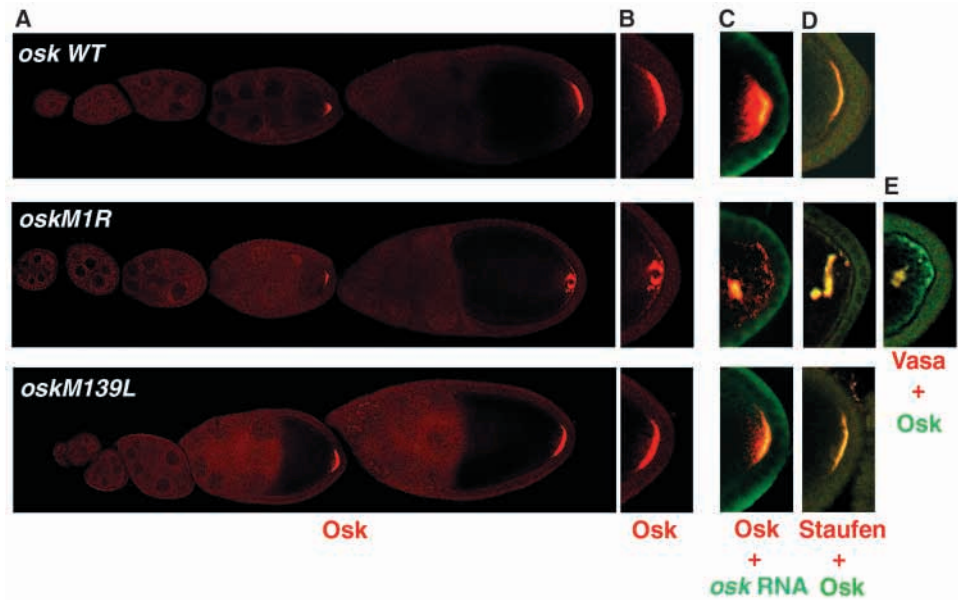 A
B
C
D
osk WT
E
oskM1R
Vasa
+
Osk
oskM139L
Osk
Osk
Osk
+
osk RNA
Staufen
+
Osk